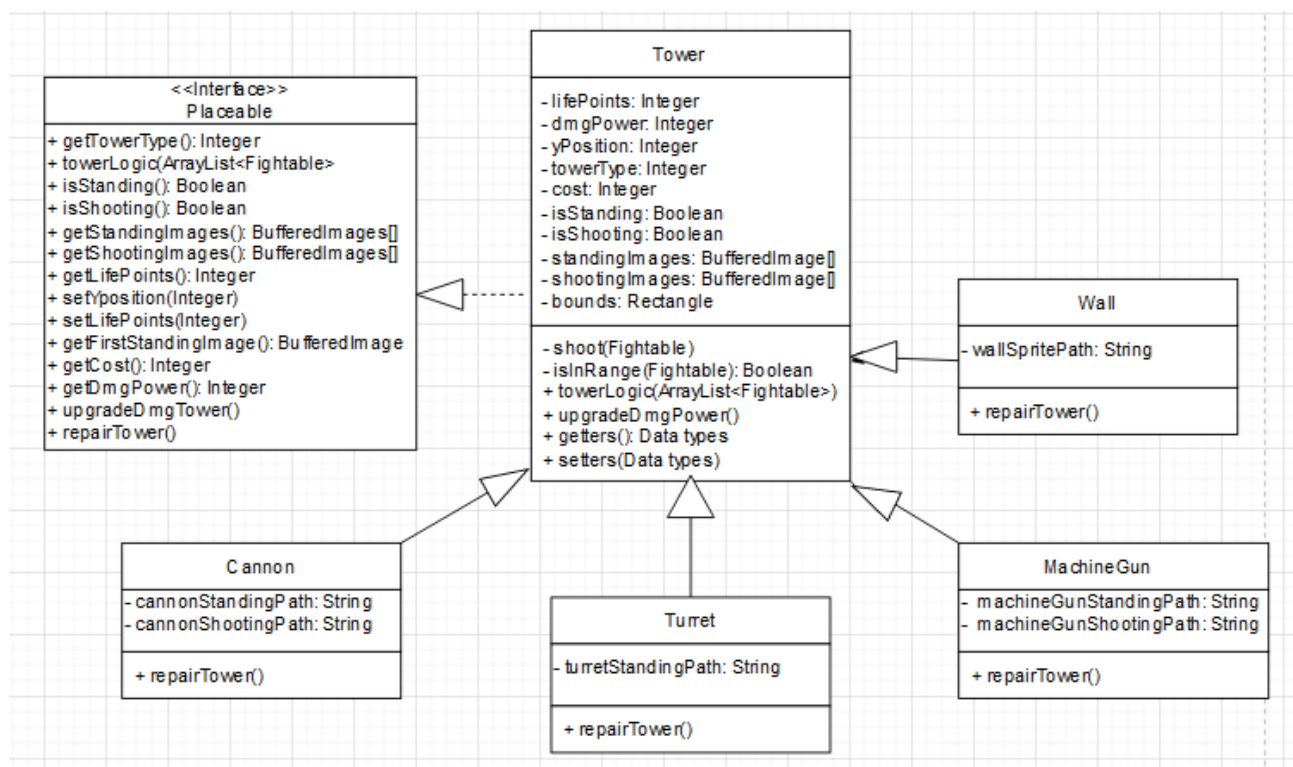 <<Interface>>
Placeable
+ getTowerType(): Integer
+ towerLogic(ArrayList<Fightable>
+ isStanding(): Boolean
+ isShooting(): Boolean
+ getStandingImages(): BufferedImages[]
+ getShootingImages(): BufferedImages[]
+ getLifePoints(): Integer
+ setYposition(Integer)
+ setLifePoints(Integer)
+ getFirstStandingImage(): BufferedImage
+ getCost(): Integer
+ getDmgPower(): Integer
+ upgradeDmgTower()
+ repairTower()
Tower
- lifePoints: Integer
- dmgPower: Integer
- yPosition: Integer
- towerType: Integer
- cost: Integer
- isStanding: Boolean
- isShooting: Boolean
- standingImages: BufferedImage[]
- shootingImages: BufferedImage[]
- bounds: Rectangle
- shoot(Fightable)
- isInRange(Fightable): Boolean
+ towerLogic(ArrayList<Fightable>)
+ upgradeDmgPower()
+ getters(): Data types
+ setters(Data types)
Wall
- wallSpritePath: String
+ repairTower()
Cannon
- cannonStandingPath: String
- cannonShootingPath: String
+ repairTower()
Turret
- turretStandingPath: String
+ repairTower()
MachineGun
- machineGunStandingPath: String
- machineGunShootingPath: String
+ repairTower()